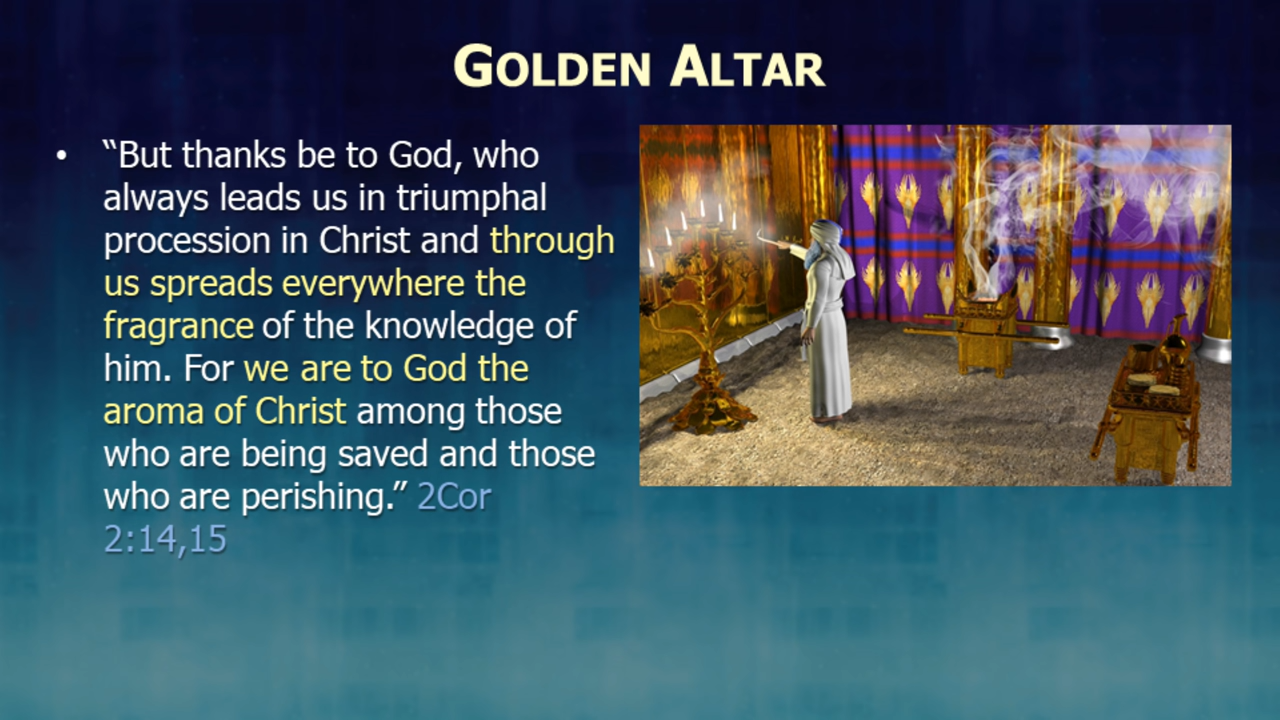 GOLDEN ALTAR
• “But thanks be to God, who
always leads us in triumphal
procession in Christ and through
us spreads everywhere the
fragrance of the knowledge of
him. For we are to God the
aroma of Christ among those
who are being saved and those
who are perishing.” 2Cor
2:14,15